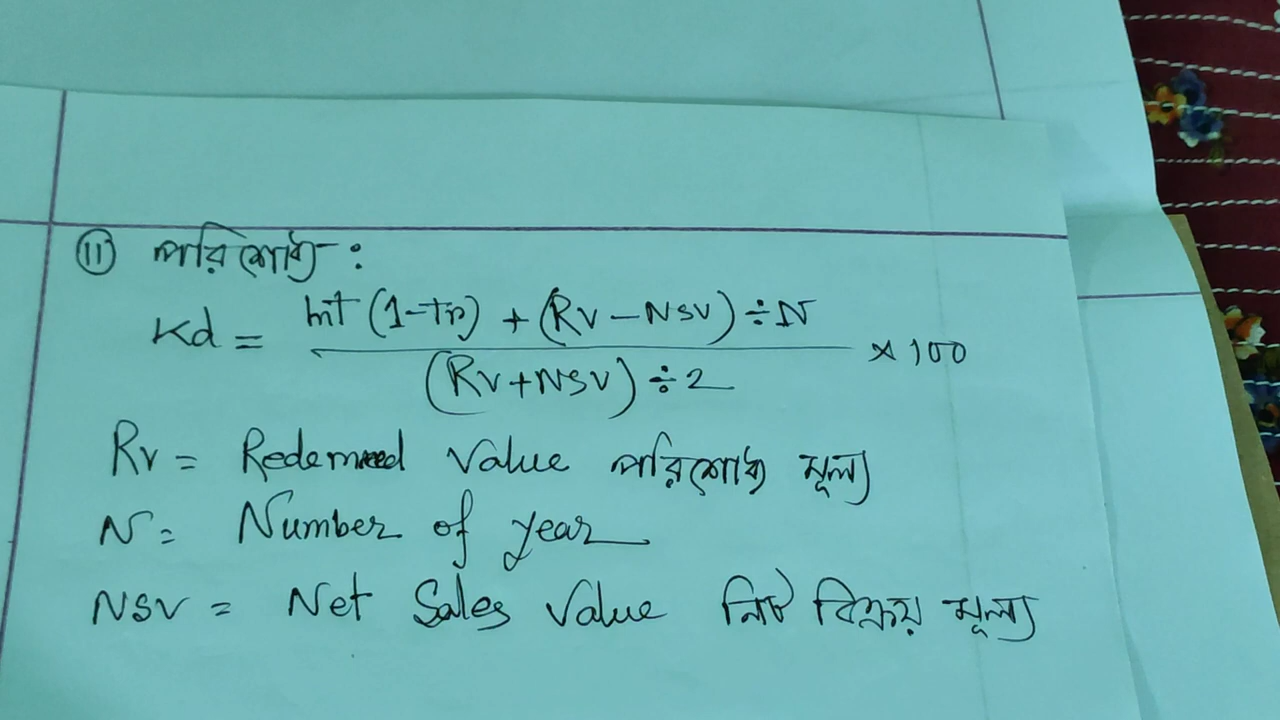 (11) পরিশোধ্য :
Kd = Int (1-Tr) + (Rv - NSV) ÷ N
(Rv + NSV) ÷ 2
× 100
Rv = Redemeed Value পরিশোধ্য মূল্য
N = Number of year
NSV = Net Sales Value নিট বিক্রয় মূল্য